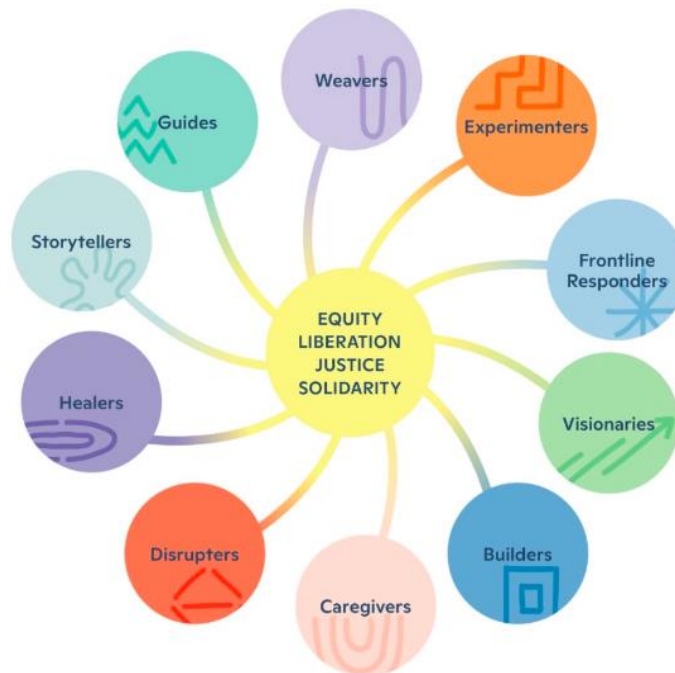 Weavers
Experimenters
Frontline
Responders
Visionaries
Builders
Caregivers
Disrupters
Healers
Storytellers
Guides
EQUITY
LIBERATION
JUSTICE
SOLIDARITY